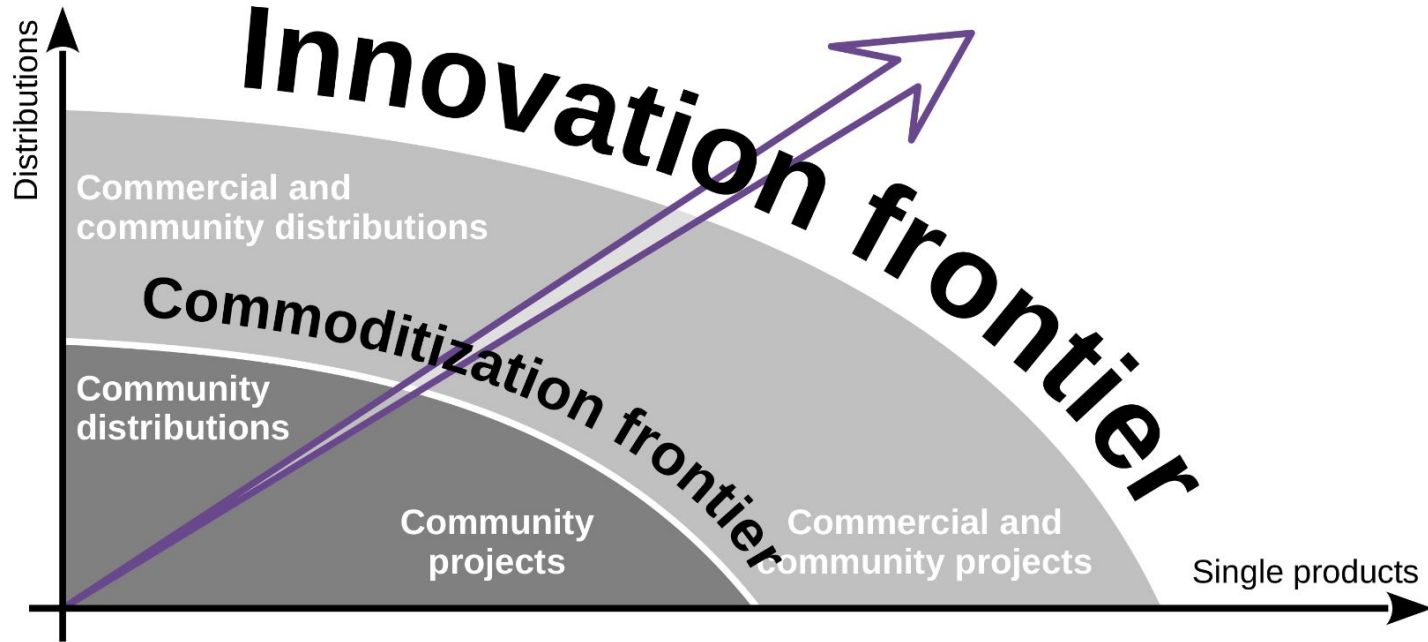 Distributions
Innovation frontier
Commercial and
community distributions
Commoditization frontier
Community
distributions
Community
projects
Commercial and
community projects
Single products